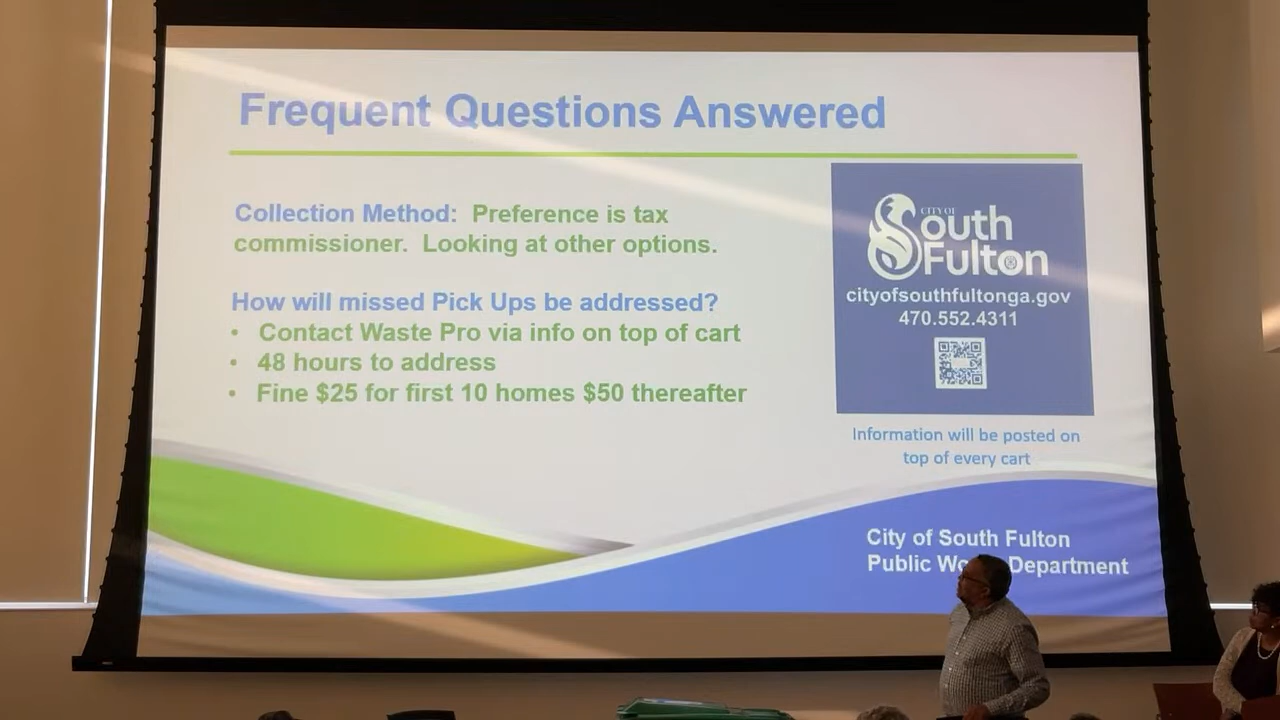 Frequent Questions Answered
Collection Method: Preference is tax
commissioner. Looking at other options.
How will missed Pick Ups be addressed?
• Contact Waste Pro via info on top of cart
• 48 hours to address
• Fine $25 for first 10 homes $50 thereafter
CITY OF
South
Fulton
cityofsouthfultonga.gov
470.552.4311
Information will be posted on
top of every cart
City of South Fulton
Public Department